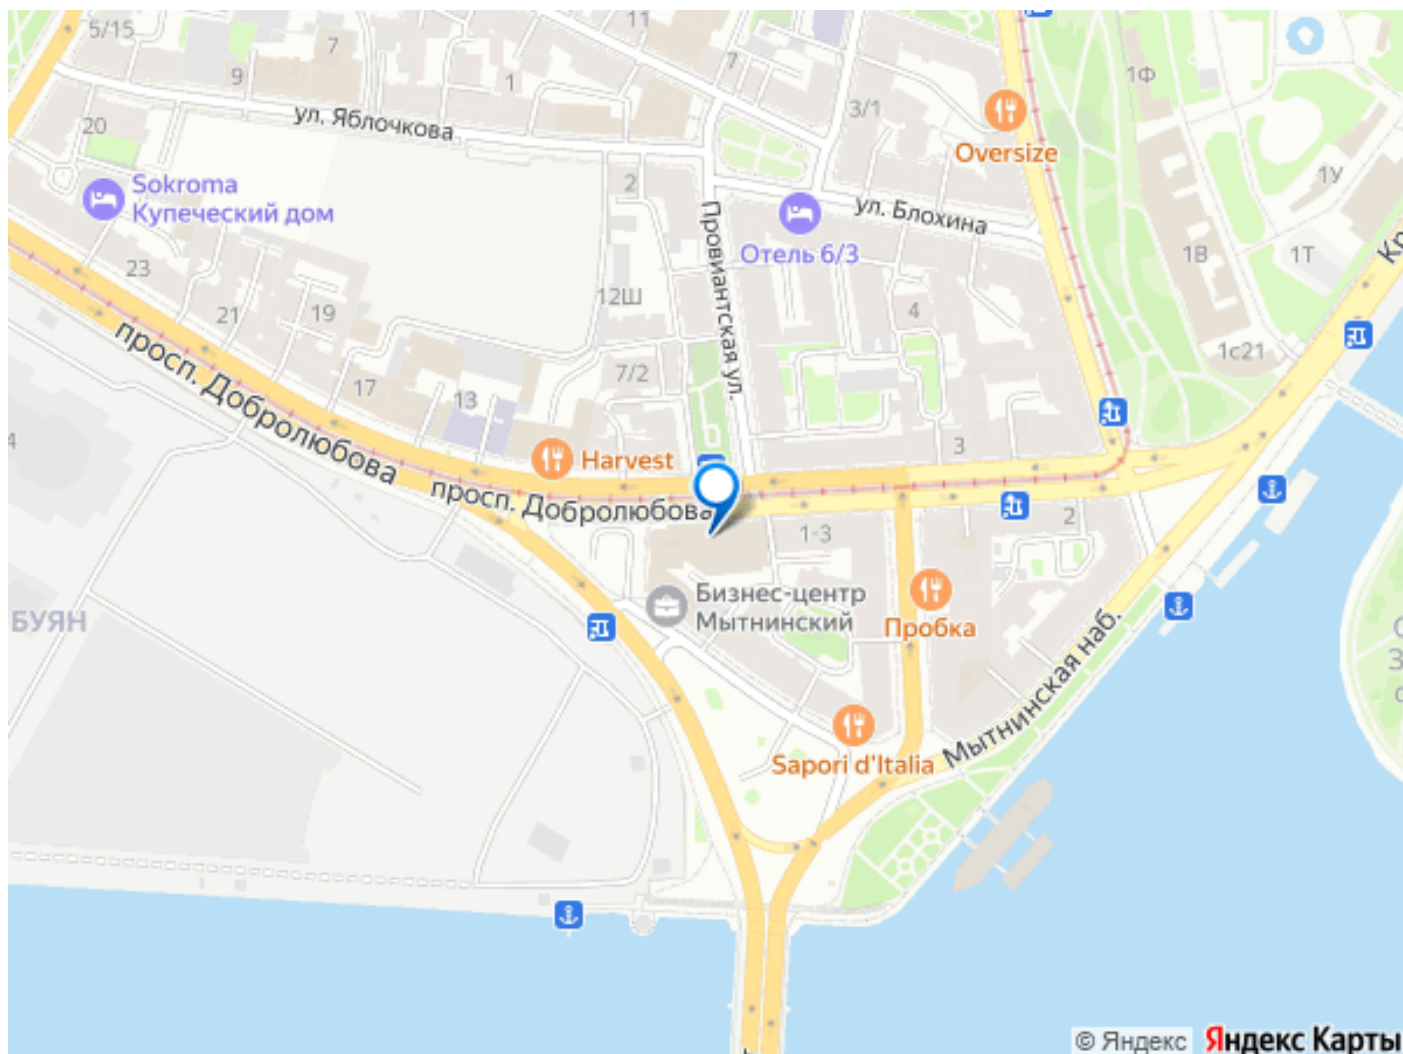 5/15
7
11
9
1
7
3/1
1Ф
20
ул. Яблочкова
Oversize
Sokroma
Купеческий дом
2
Провиантская ул.
ул. Блохина
1У
Отель 6/3
1В
1Т
Кр
23
21
19
12Ш
4
1с21
просп. Добролюбова
17
13
7/2
3
Harvest
просп. Добролюбова
1-3
2
4
БУЯН
Бизнес-центр
Мытнинский
Пробка
Мытнинская наб.
Sapori d'Italia
© Яндекс
Яндекс Карты